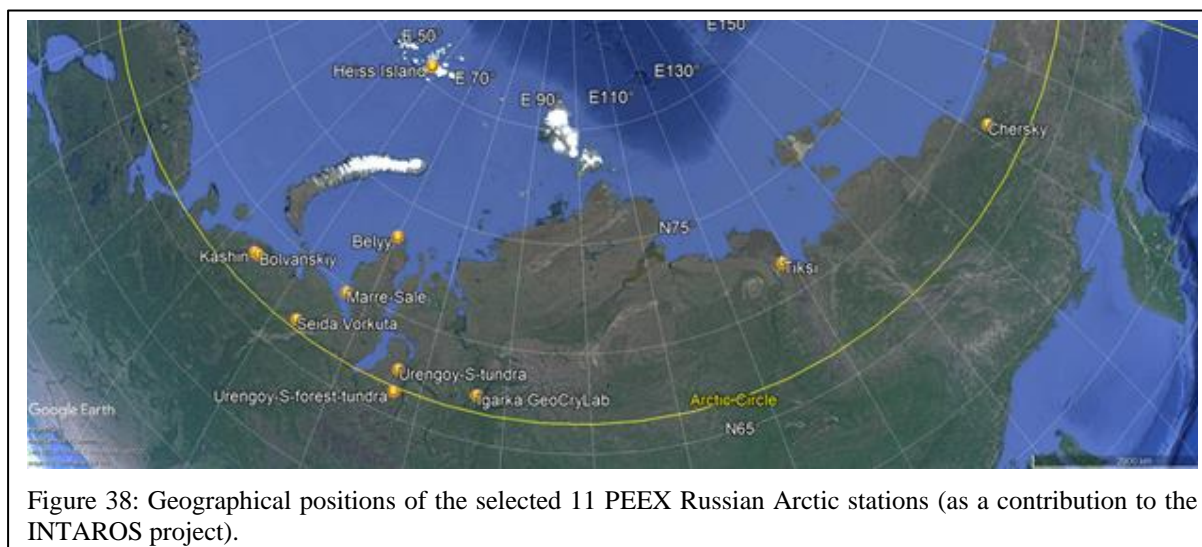 E 50°
E150°
Heiss Island
E 70°
E130°
E 90°
E110°
Chersky
N75°
Belyy
Kashin
Bolvanskiy
Tiksi
Marre-Sale
Seida Vorkuta
Urengoy-S-tundra
Urengoy-S-forest-tundra
Igarka GeoCryLab
Arctic Circle
Google Earth
N65°
Figure 38: Geographical positions of the selected 11 PEEX Russian Arctic stations (as a contribution to the
INTAROS project).